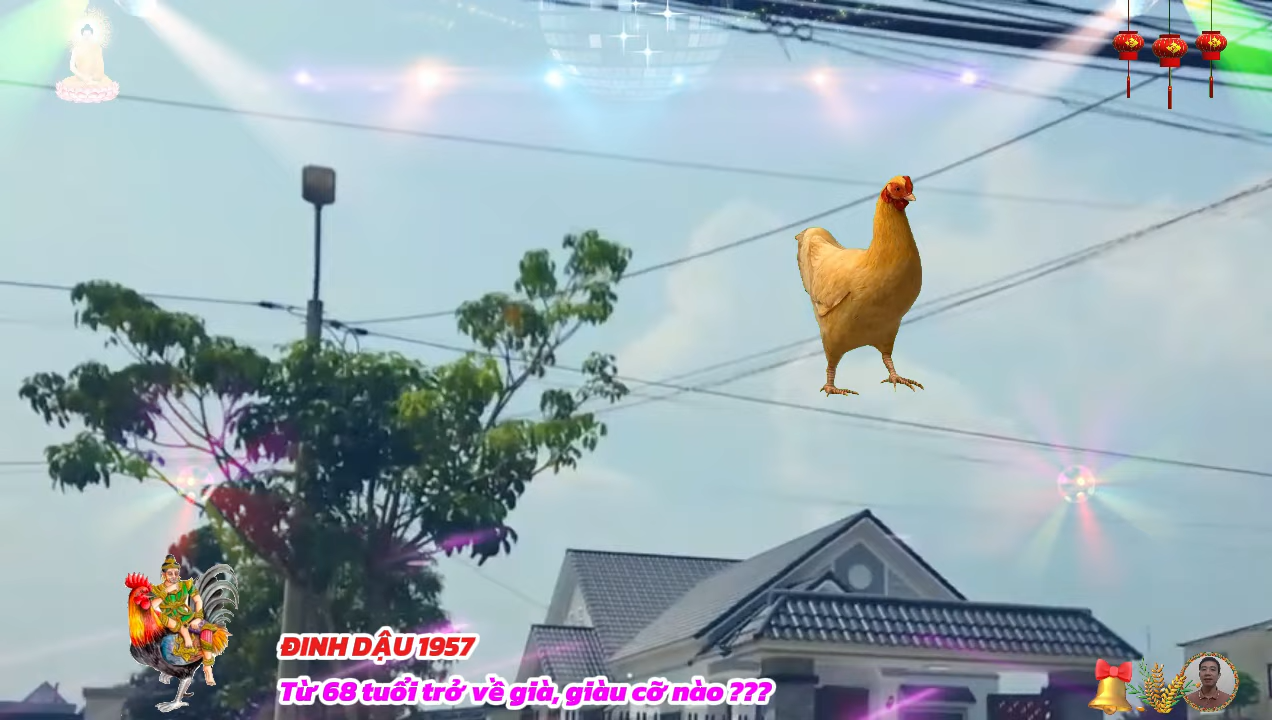 ĐINH DẬU 1957
Từ 68 tuổi trở về già, giàu cỡ nào ???